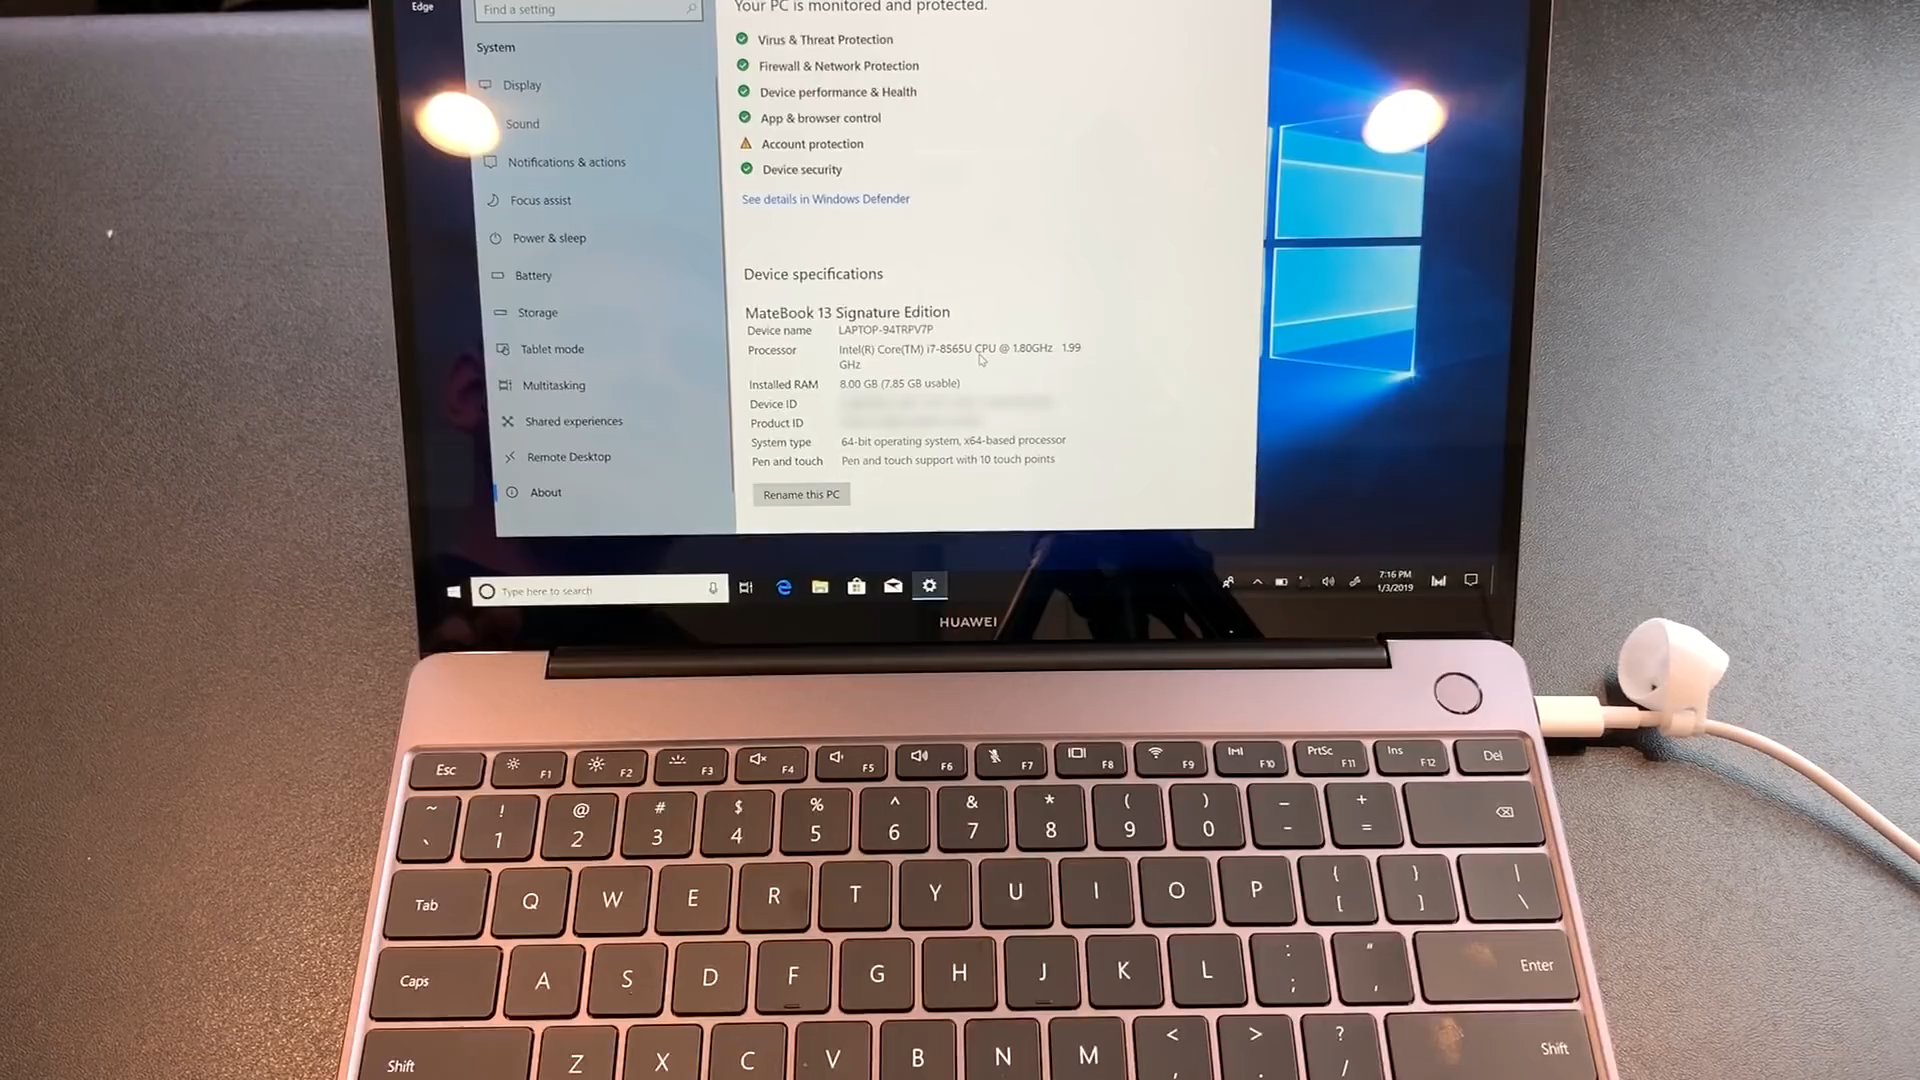 Edge
Find a setting
Your PC is monitored and protected.
System
Virus & Threat Protection
Firewall & Network Protection
Display
Device performance & Health
Sound
App & browser control
Account protection
Notifications & actions
Device security
Focus assist
See details in Windows Defender
Power & sleep
Battery
Device specifications
Storage
MateBook 13 Signature Edition
Device name LAPTOP-94TRPV7P
Tablet mode
Processor Intel(R) Core(TM) i7-8565U CPU @ 1.80GHz 1.99
GHz
Multitasking
Installed RAM 8.00 GB (7.85 GB usable)
Device ID
Shared experiences
Product ID
System type 64-bit operating system, x64-based processor
Remote Desktop
Pen and touch Pen and touch support with 10 touch points
About
Rename this PC
Type here to search
7:16 PM
1/3/2019
HUAWEI
Esc F1 F2 F3 F4 F5 F6 F7 F8 F9 F10 PrtSc F11 Ins F12 Del
~ ! @ # $ % ^ & * ( ) _ +
` 1 2 3 4 5 6 7 8 9 0 - =
Tab Q W E R T Y U I O P { [ } ] | \
Caps A S D F G H J K L : ; " ' Enter
Shift Z X C V B N M < , > . ? / Shift